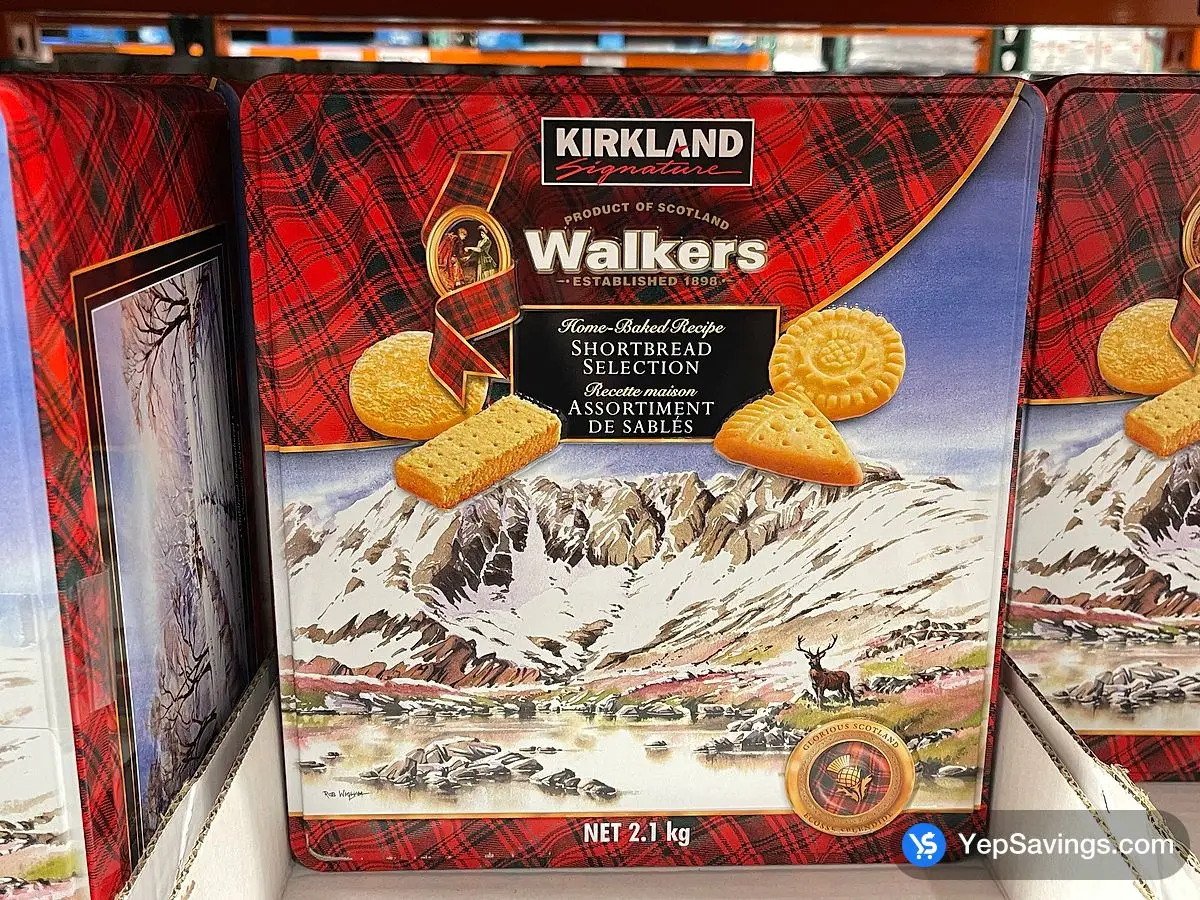 KIRKLAND
Signature
PRODUCT OF SCOTLAND
Walkers
ESTABLISHED 1898
Home-Baked Recipe
SHORTBREAD
SELECTION
Recette maison
ASSORTIMENT
DE SABLÉS
GLORIOUS SCOTLAND
NET 2.1 kg
YepSavings.com